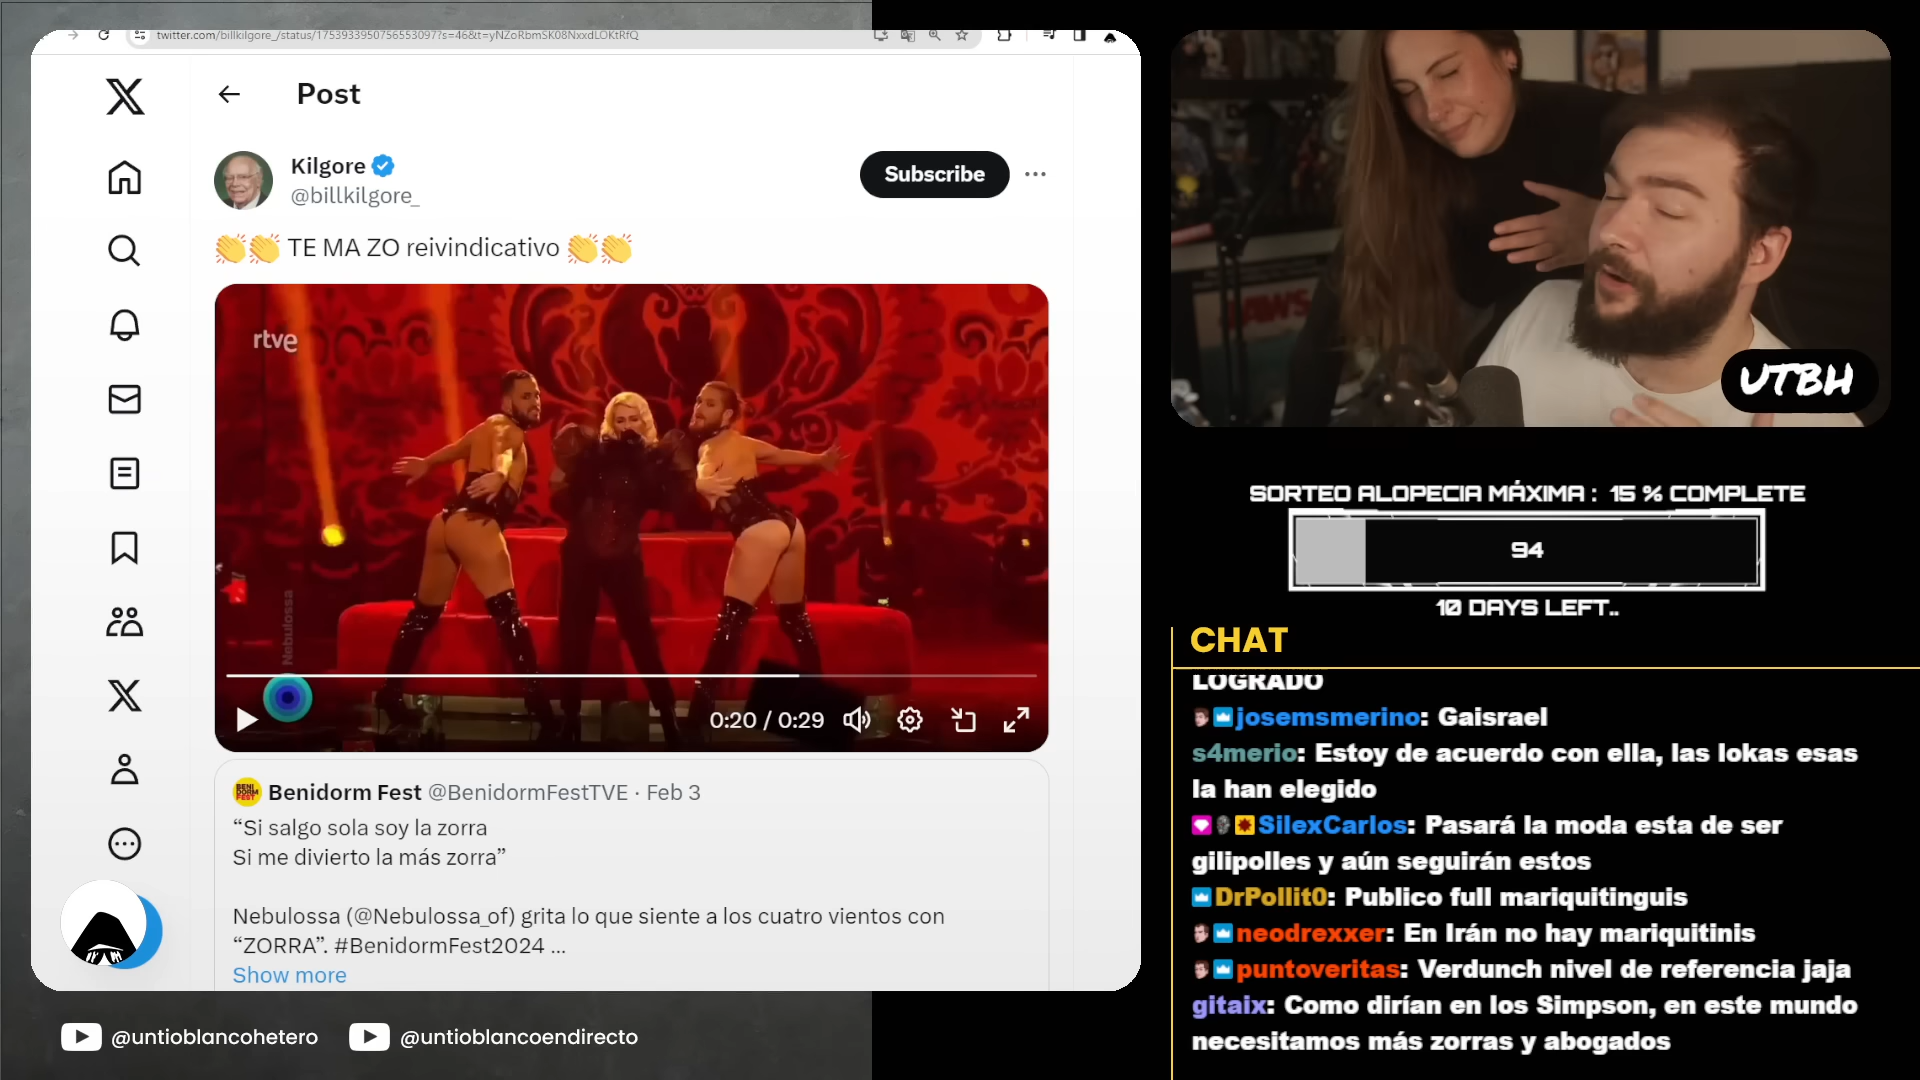 twitter.com/billkilgore_/status/1753933950756553097?s=46&t=yNZoRbmSK08NxxdLOKtRfQ
Post
Kilgore
@billkilgore_
Subscribe
👏👏 TE MA ZO reivindicativo 👏👏
rtve
Nebulossa
0:20 / 0:29
BENIDORM FEST
Benidorm Fest @BenidormFestTVE · Feb 3
“Si salgo sola soy la zorra
Si me divierto la más zorra”
Nebulossa (@Nebulossa_of) grita lo que siente a los cuatro vientos con
“ZORRA”. #BenidormFest2024 ...
Show more
@untioblancohetero
@untioblancoendirecto
JAWS
UTBH
SORTEO ALOPECIA MÁXIMA : 15 % COMPLETE
94
10 DAYS LEFT..
CHAT
LOGRADO
josemsmerino: Gaisrael
s4merio: Estoy de acuerdo con ella, las lokas esas
la han elegido
SilexCarlos: Pasará la moda esta de ser
gilipolles y aún seguirán estos
DrPollit0: Publico full mariquitinguis
neodrexxer: En Irán no hay mariquitinis
puntoveritas: Verdunch nivel de referencia jaja
gitaix: Como dirían en los Simpson, en este mundo
necesitamos más zorras y abogados